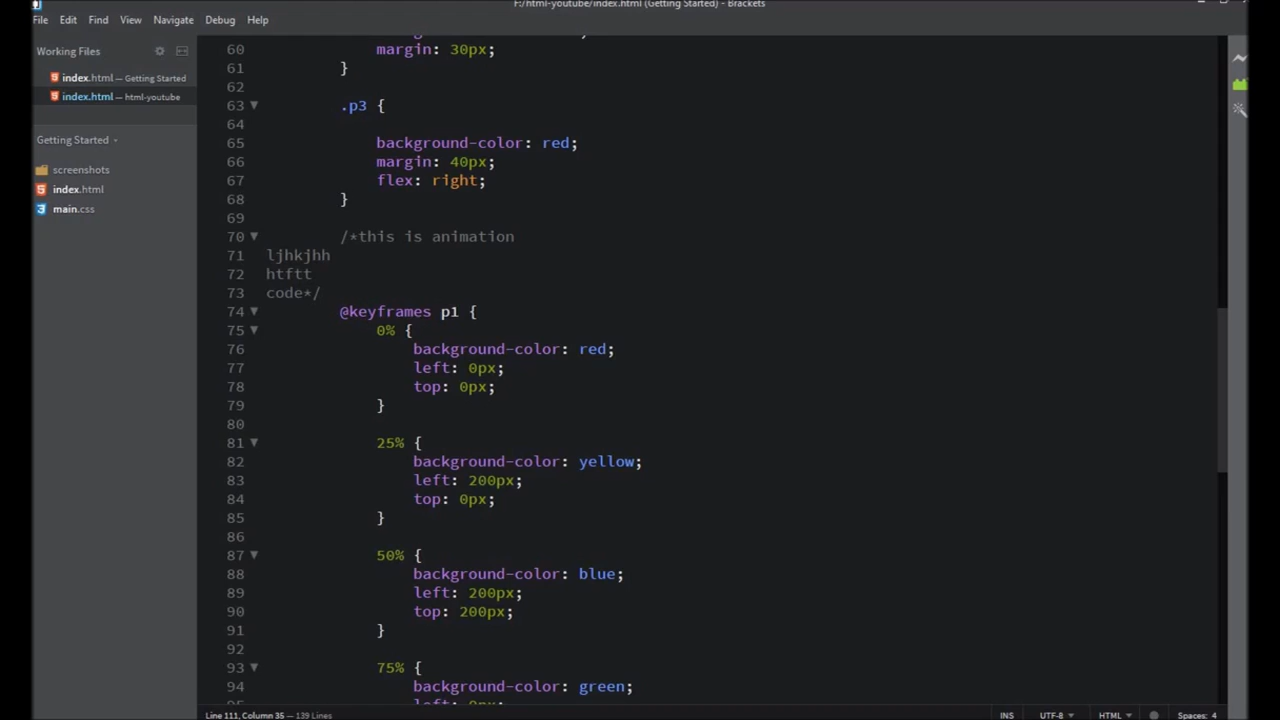 F:/html-youtube/index.html (Getting Started) - Brackets
File Edit Find View Navigate Debug Help
Working Files
index.html — Getting Started
index.html — html-youtube
Getting Started
screenshots
index.html
main.css
60 margin: 30px;
61 }
62
63 .p3 {
64
65 background-color: red;
66 margin: 40px;
67 flex: right;
68 }
69
70 /*this is animation
71 ljhkjhh
72 htftt
73 code*/
74 @keyframes p1 {
75 0% {
76 background-color: red;
77 left: 0px;
78 top: 0px;
79 }
80
81 25% {
82 background-color: yellow;
83 left: 200px;
84 top: 0px;
85 }
86
87 50% {
88 background-color: blue;
89 left: 200px;
90 top: 200px;
91 }
92
93 75% {
94 background-color: green;
Line 111, Column 35 — 139 Lines
INS UTF-8 HTML Spaces: 4